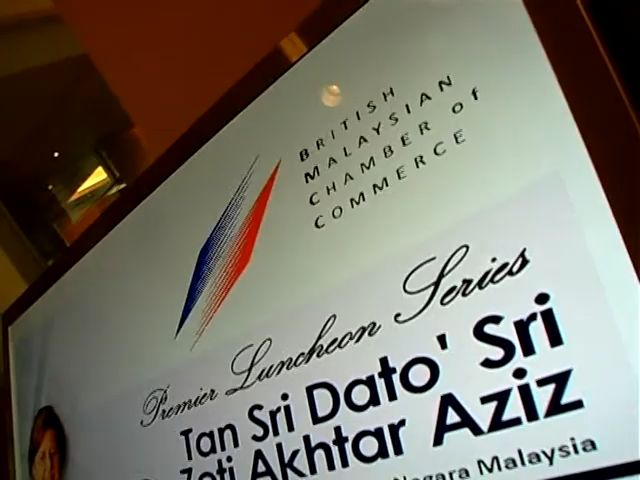 BRITISH
MALAYSIAN
CHAMBER of
COMMERCE
Premier Luncheon Series
Tan Sri Dato' Sri
Zeti Akhtar Aziz
Negara Malaysia